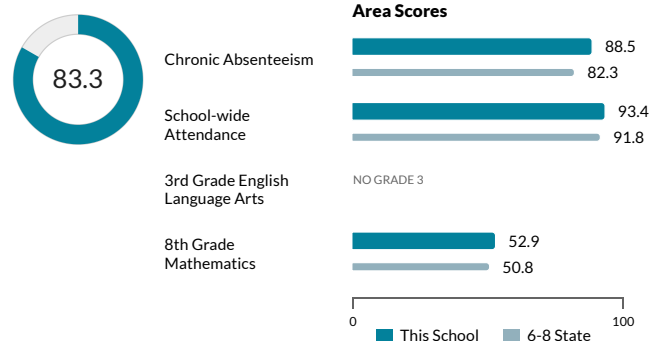 Area Scores
83.3
Chronic Absenteeism
88.5
82.3
School-wide
Attendance
93.4
91.8
3rd Grade English
Language Arts
NO GRADE 3
8th Grade
Mathematics
52.9
50.8
0
100
This School
6-8 State